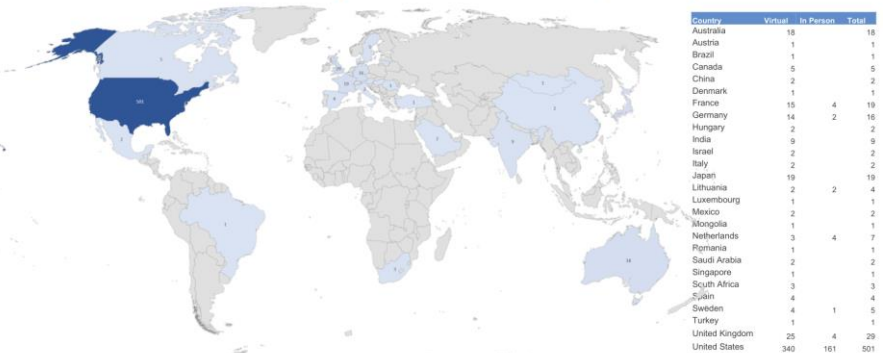 Country Virtual In Person Total
Australia 18 18
Austria 1 1
Brazil 1 1
Canada 5 5
China 2 2
Denmark 1 1
France 15 4 19
Germany 14 2 16
Hungary 2 2
India 9 9
Israel 2 2
Italy 2 2
Japan 19 19
Lithuania 2 2 4
Luxembourg 1 1
Mexico 2 2
Mongolia 1 1
Netherlands 3 4 7
Romania 1 1
Saudi Arabia 2 2
Singapore 1 1
South Africa 3 3
Spain 4 4
Sweden 4 1 5
Turkey 1 1
United Kingdom 25 4 29
United States 340 161 501